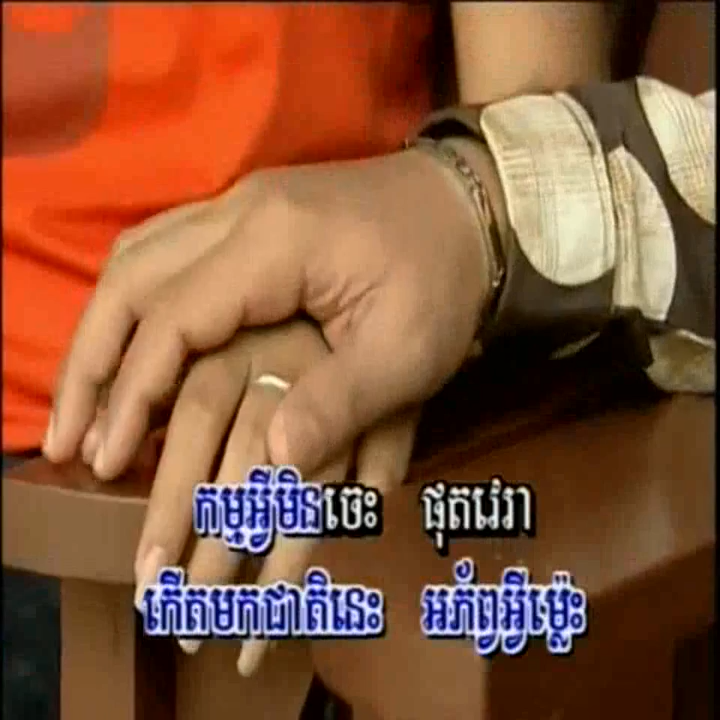 កម្មអ្វីមិនចេះ ផុតវេរា
កើតមកជាតិនេះ អភ័ព្វអ្វីម្ល៉េះ